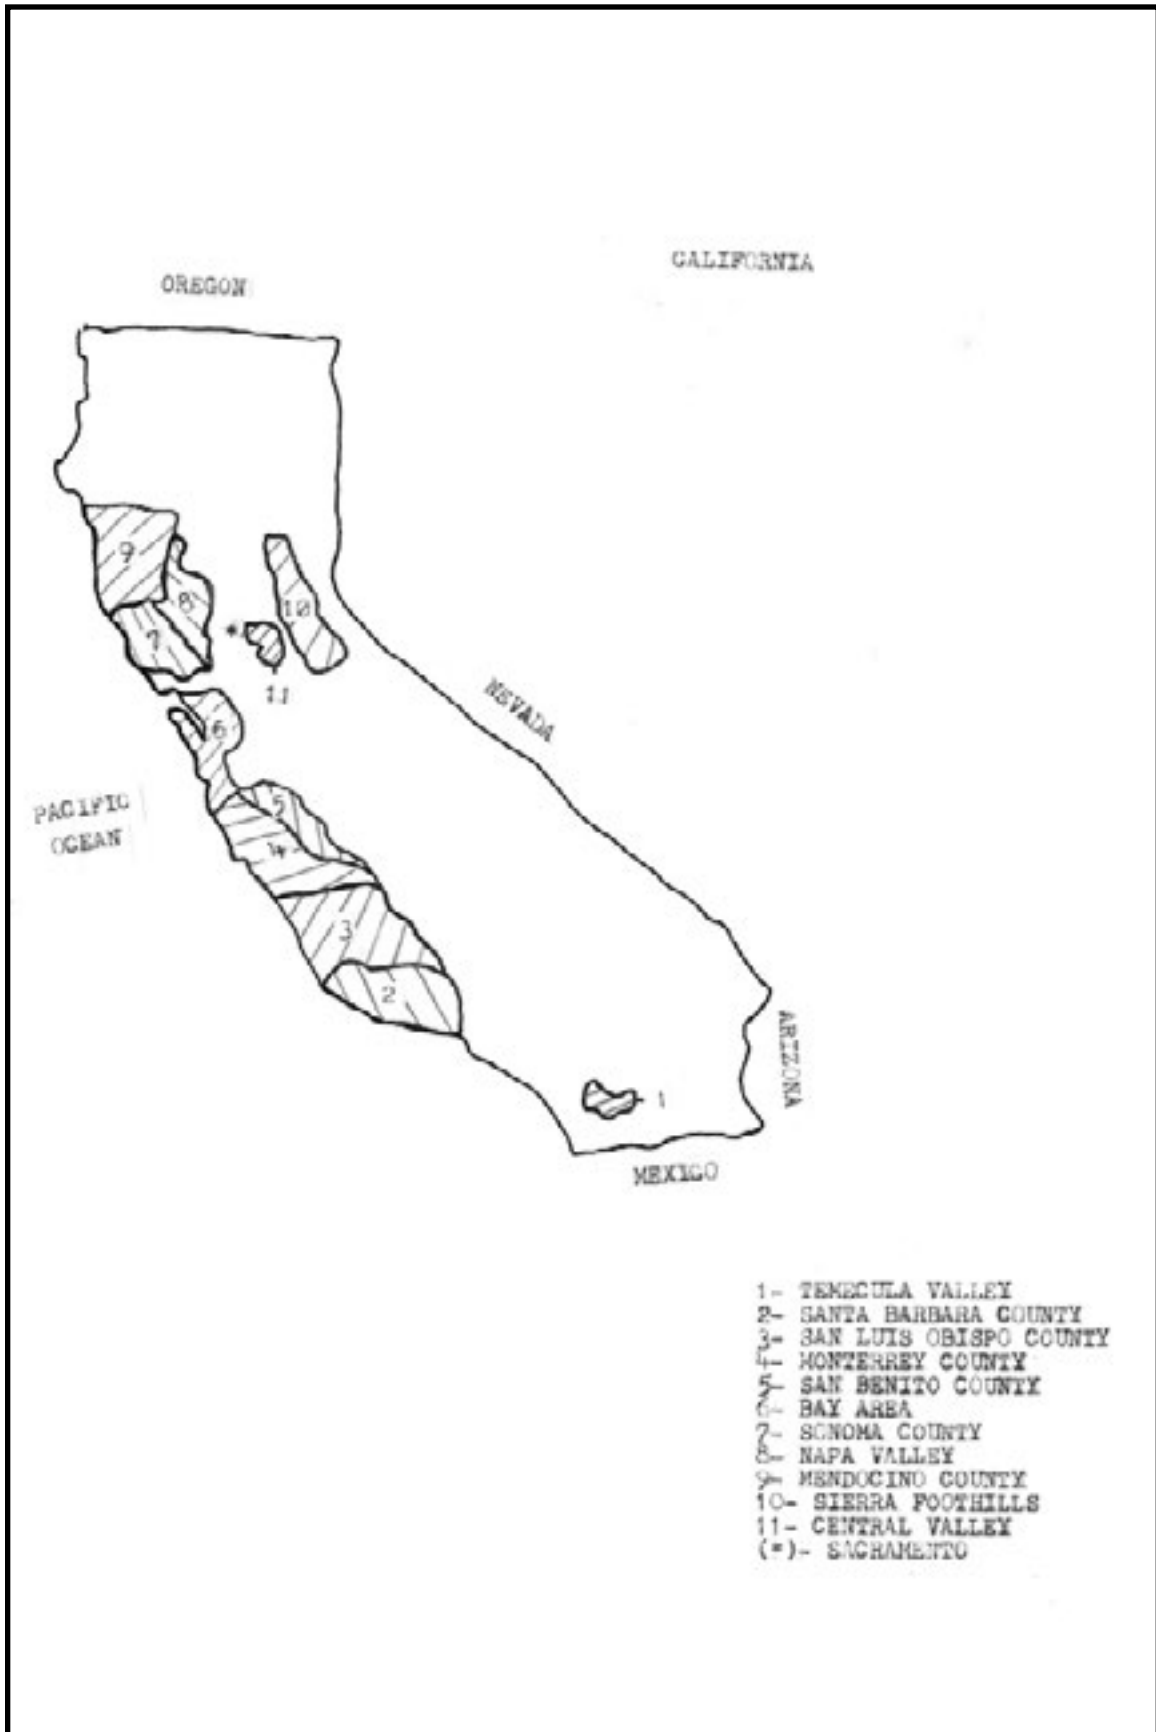 CALIFORNIA
OREGON
9
8
10
7
*
11
NEVADA
6
PACIFIC
OCEAN
5
4
3
2
ARIZONA
1
MEXICO
1- TEMECULA VALLEY
2- SANTA BARBARA COUNTY
3- SAN LUIS OBISPO COUNTY
4- MONTERREY COUNTY
5- SAN BENITO COUNTY
6- BAY AREA
7- SONOMA COUNTY
8- NAPA VALLEY
9- MENDOCINO COUNTY
10- SIERRA FOOTHILLS
11- CENTRAL VALLEY
(*)- SACRAMENTO